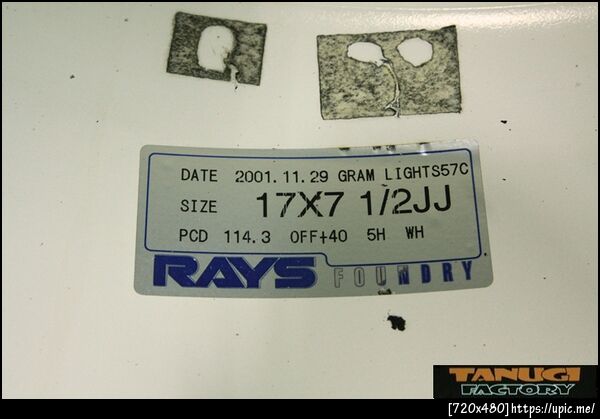 DATE 2001.11.29 GRAM LIGHTS57C
SIZE 17X7 1/2JJ
PCD 114.3 OFF+40 5H WH
RAYS FOUNDRY
TANUGI
FACTORY
[720x480]https://upic.me/